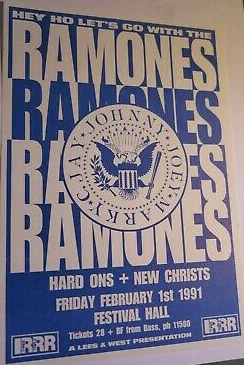 HEY HO LET'S GO WITH THE
RAMONES
RAMONES
RAMONES
RAMONES
JOHNNY JOEY MARKY C.JAY
HARD ONS + NEW CHRISTS
FRIDAY FEBRUARY 1st 1991
FESTIVAL HALL
Tickets 28 + BF from Bass, ph 11500
RRR
RRR
A LEES & WEST PRESENTATION